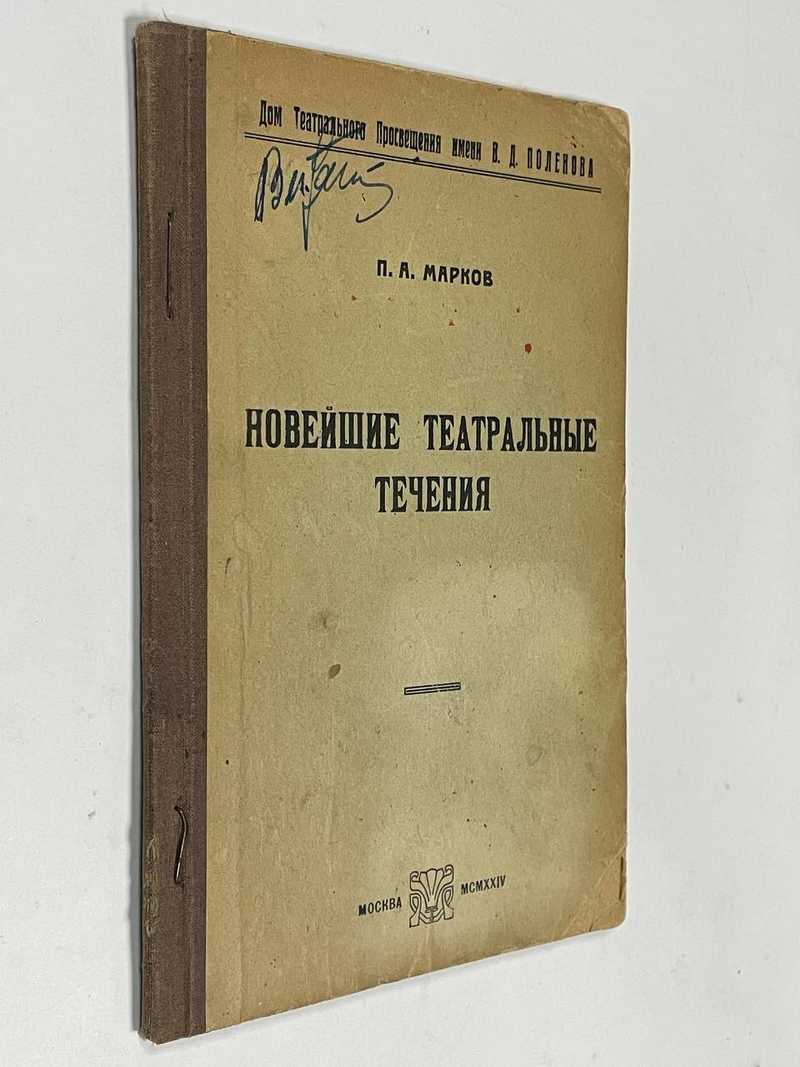 Дом Театрального Просвещения имени В. Д. ПОЛЕНОВА
П. А. МАРКОВ
НОВЕЙШИЕ ТЕАТРАЛЬНЫЕ
ТЕЧЕНИЯ
МОСКВА MCMXXIV